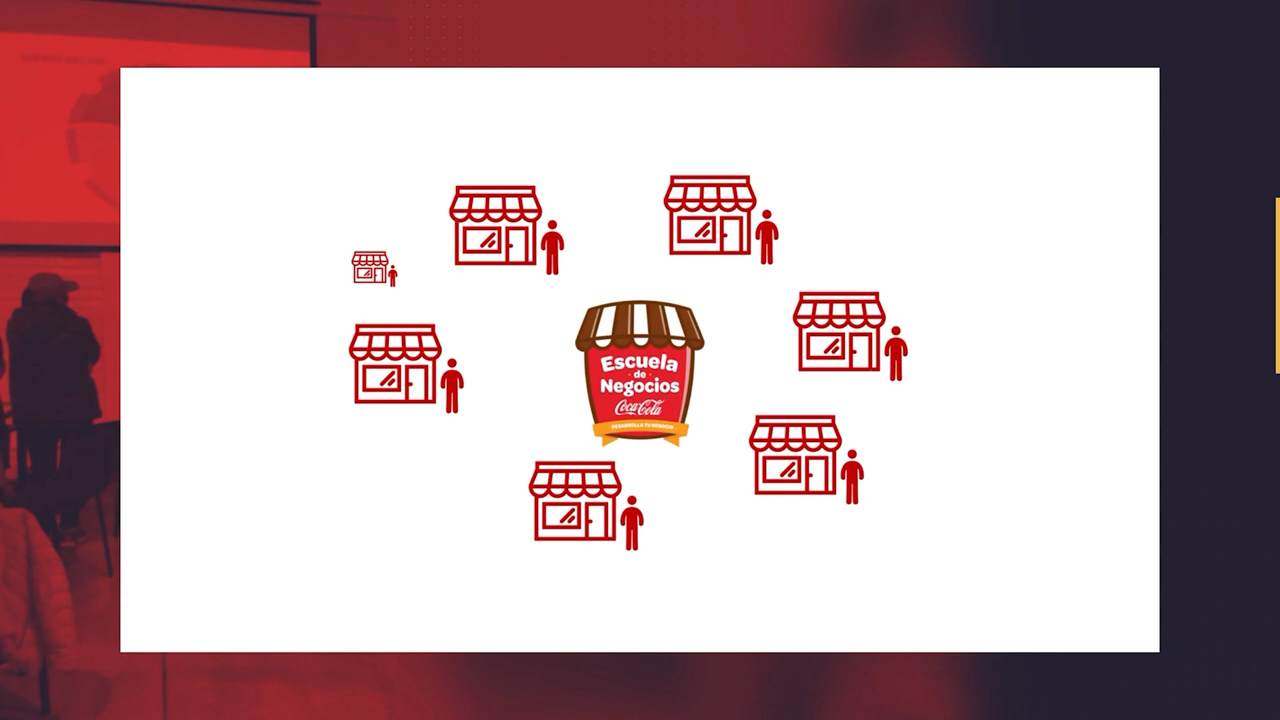 Escuela
de
Negocios
Coca-Cola
DESARROLLA TU NEGOCIO